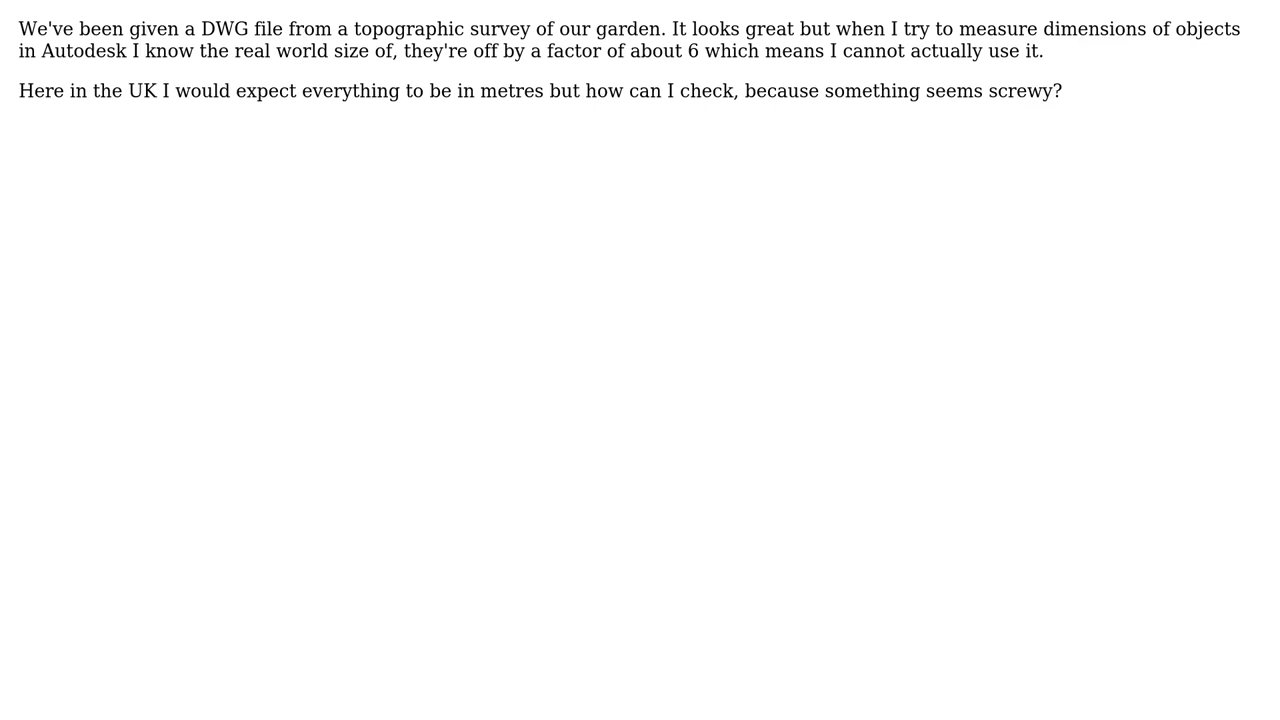 We've been given a DWG file from a topographic survey of our garden. It looks great but when I try to measure dimensions of objects
in Autodesk I know the real world size of, they're off by a factor of about 6 which means I cannot actually use it.
Here in the UK I would expect everything to be in metres but how can I check, because something seems screwy?